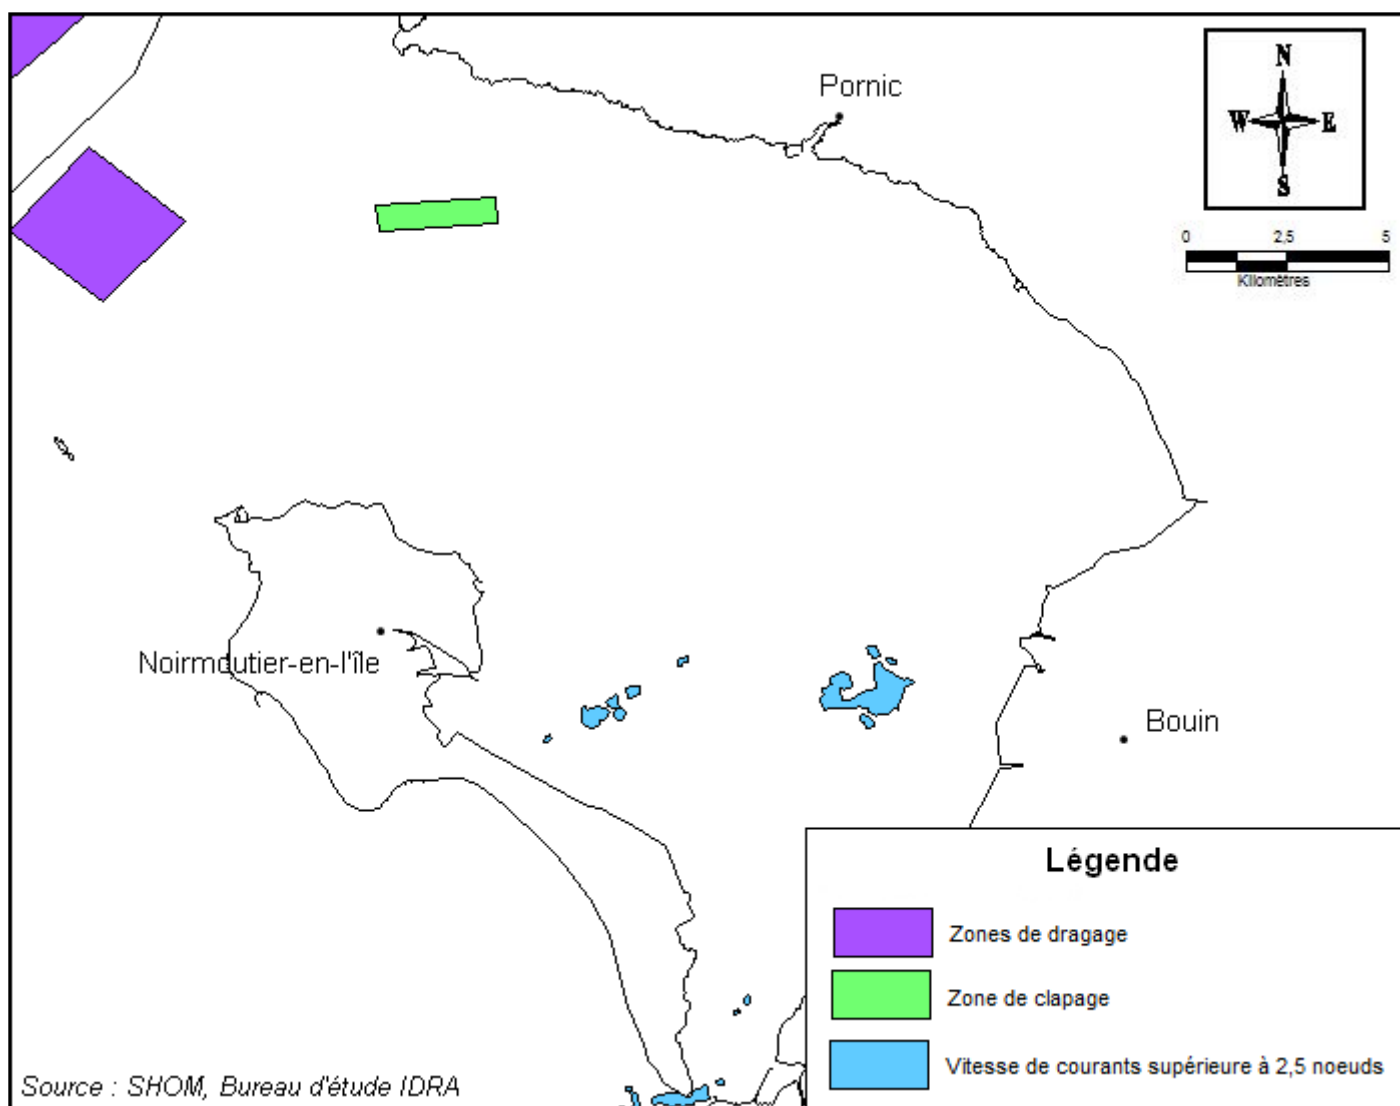 Pornic
N
W E
S
0 2,5 5
Kilomètres
Noirmoutier-en-l'île
Bouin
Légende
Zones de dragage
Zone de clapage
Vitesse de courants supérieure à 2,5 noeuds
Source : SHOM, Bureau d'étude IDRA